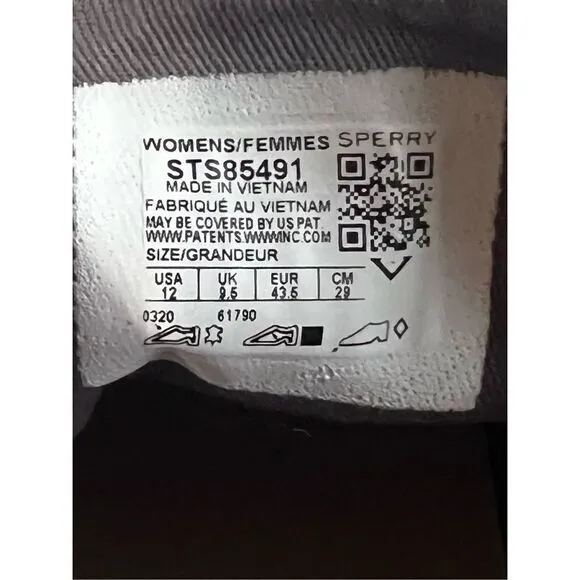 WOMENS/FEMMES SPERRY
STS85491
MADE IN VIETNAM
FABRIQUÉ AU VIETNAM
MAY BE COVERED BY US PAT.
WWW.PATENTS.WWWINC.COM
SIZE/GRANDEUR
USA UK EUR CM
12 9.5 43.5 29
0320 61790